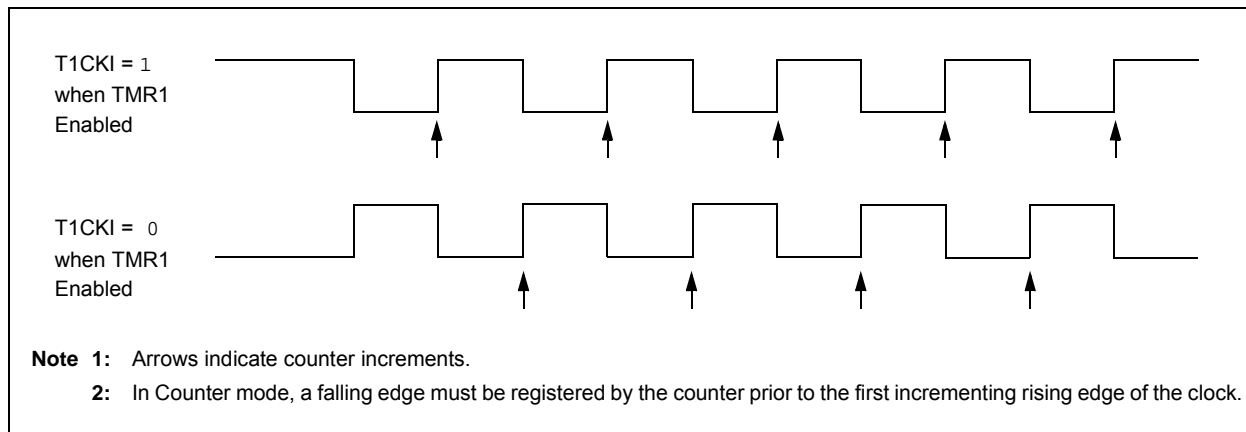 T1CKI = 1
when TMR1
Enabled
T1CKI = 0
when TMR1
Enabled
Note 1: Arrows indicate counter increments.
2: In Counter mode, a falling edge must be registered by the counter prior to the first incrementing rising edge of the clock.